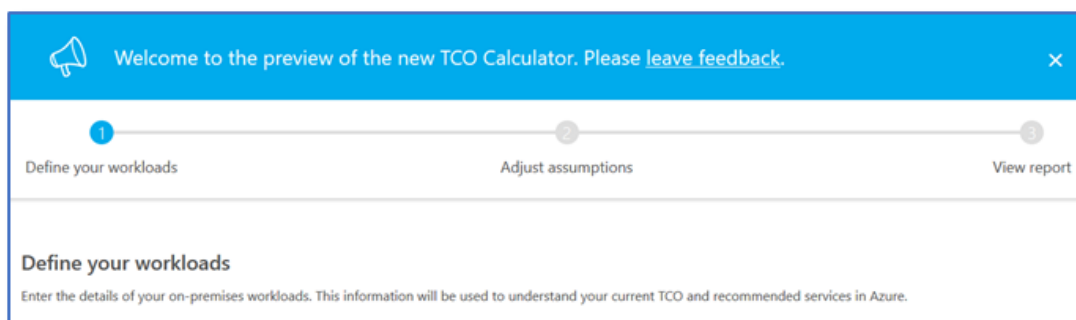 Welcome to the preview of the new TCO Calculator. Please leave feedback.
1
2
3
Define your workloads
Adjust assumptions
View report
Define your workloads
Enter the details of your on-premises workloads. This information will be used to understand your current TCO and recommended services in Azure.